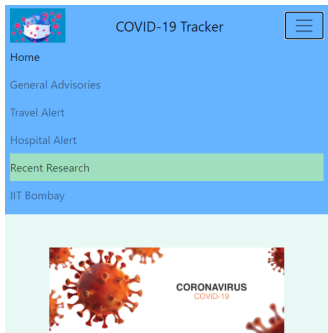 COVID-19 Tracker
Home
General Advisories
Travel Alert
Hospital Alert
Recent Research
IIT Bombay
CORONAVIRUS
COVID-19